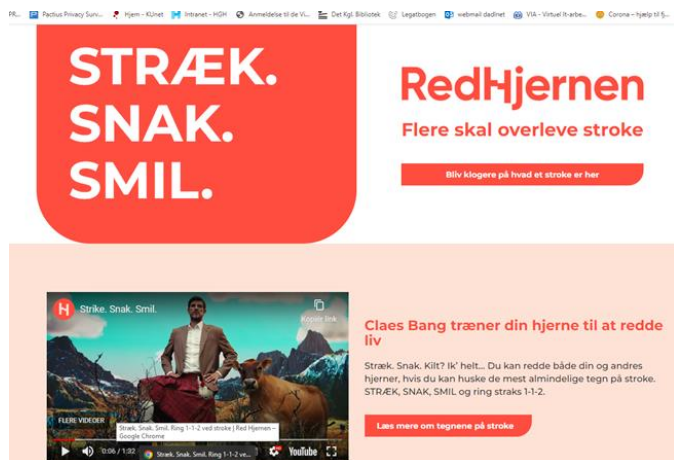 PR...
Pactius Privacy Surv...
Hjem - KUnet
Intranet - HGH
Anmeldelse til de Vi...
Det Kgl. Bibliotek
Legatbogen
webmail dadlnet
VIA - Virtuel It-arbe...
Corona – hjælp til fj...
STRÆK.
SNAK.
SMIL.
RedHjernen
Flere skal overleve stroke
Bliv klogere på hvad et stroke er her
Strike. Snak. Smil.
Kopiér link
FLERE VIDEOER
Stræk. Snak. Smil. Ring 1-1-2 ved stroke | Red Hjernen –
Google Chrome
0:06 / 1:32
Stræk. Snak. Smil. Ring 1-1-2 ve...
YouTube
Claes Bang træner din hjerne til at redde
liv
Stræk. Snak. Kilt? Ik' helt... Du kan redde både din og andres
hjerner, hvis du kan huske de mest almindelige tegn på stroke.
STRÆK, SNAK, SMIL og ring straks 1-1-2.
Læs mere om tegnene på stroke